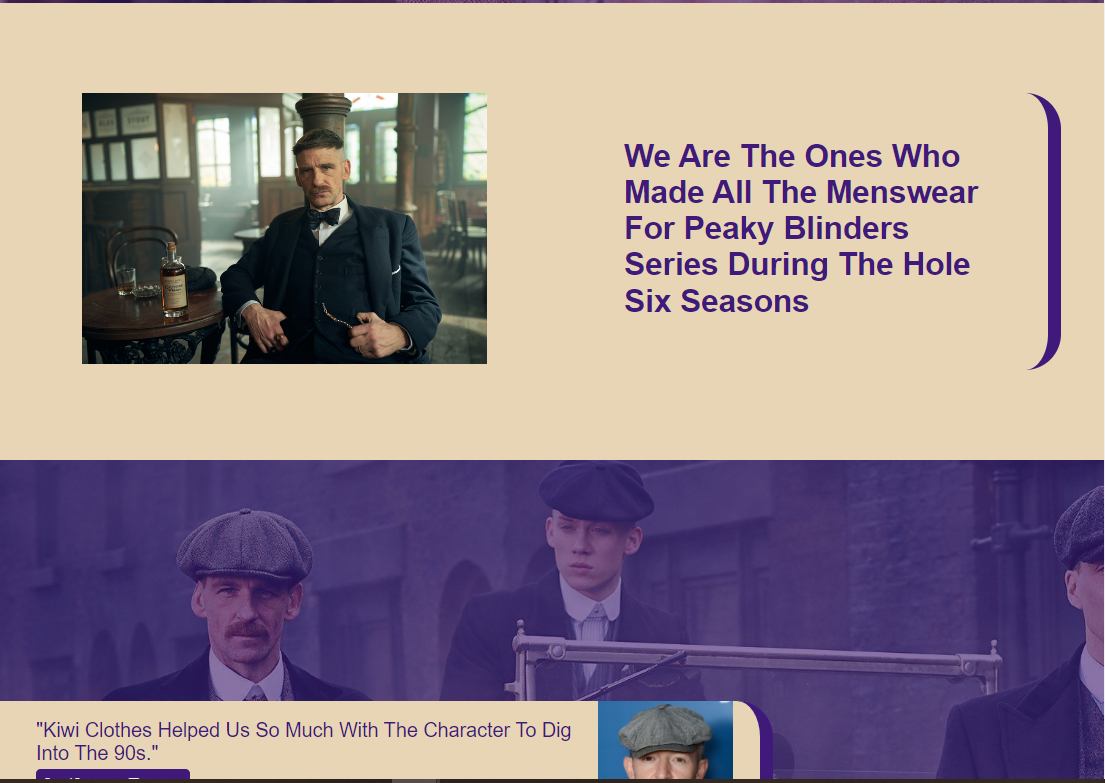 We Are The Ones Who
Made All The Menswear
For Peaky Blinders
Series During The Hole
Six Seasons
"Kiwi Clothes Helped Us So Much With The Character To Dig
Into The 90s."